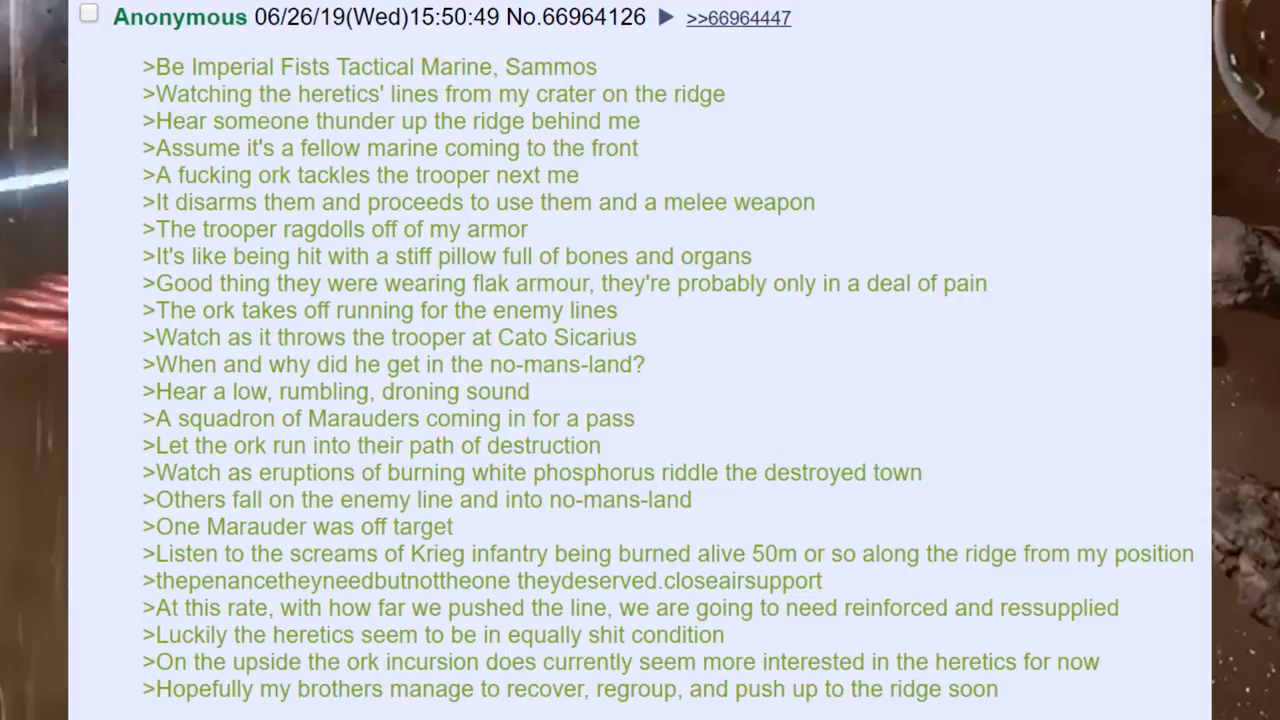 Anonymous 06/26/19(Wed)15:50:49 No.66964126 ▶ >>66964447
>Be Imperial Fists Tactical Marine, Sammos
>Watching the heretics' lines from my crater on the ridge
>Hear someone thunder up the ridge behind me
>Assume it's a fellow marine coming to the front
>A fucking ork tackles the trooper next me
>It disarms them and proceeds to use them and a melee weapon
>The trooper ragdolls off of my armor
>It's like being hit with a stiff pillow full of bones and organs
>Good thing they were wearing flak armour, they're probably only in a deal of pain
>The ork takes off running for the enemy lines
>Watch as it throws the trooper at Cato Sicarius
>When and why did he get in the no-mans-land?
>Hear a low, rumbling, droning sound
>A squadron of Marauders coming in for a pass
>Let the ork run into their path of destruction
>Watch as eruptions of burning white phosphorus riddle the destroyed town
>Others fall on the enemy line and into no-mans-land
>One Marauder was off target
>Listen to the screams of Krieg infantry being burned alive 50m or so along the ridge from my position
>thepenancetheyneedbutnottheone theydeserved.closeairsupport
>At this rate, with how far we pushed the line, we are going to need reinforced and ressupplied
>Luckily the heretics seem to be in equally shit condition
>On the upside the ork incursion does currently seem more interested in the heretics for now
>Hopefully my brothers manage to recover, regroup, and push up to the ridge soon